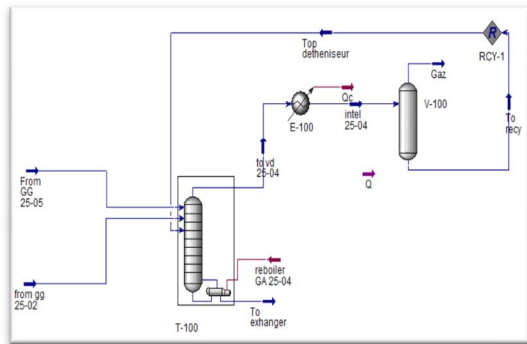 Top
detheniseur
RCY-1
Gaz
Qc
V-100
E-100
intel
25-04
To
recy
to vd
25-04
Q
From
GG
25-05
from gg
25-02
reboiler
GA 25-04
To
exhanger
T-100